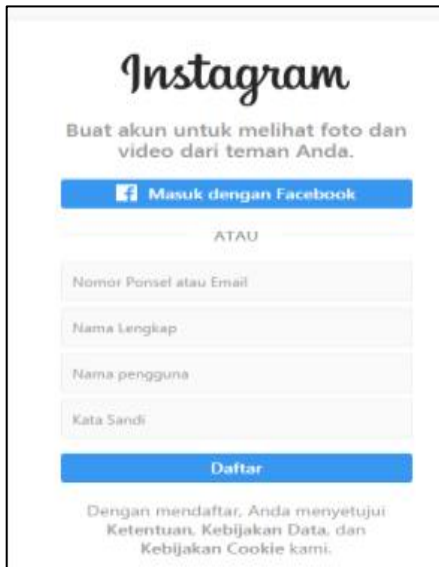 Instagram
Buat akun untuk melihat foto dan
video dari teman Anda.
Masuk dengan Facebook
ATAU
Nomor Ponsel atau Email
Nama Lengkap
Nama pengguna
Kata Sandi
Daftar
Dengan mendaftar, Anda menyetujui
Ketentuan, Kebijakan Data, dan
Kebijakan Cookie kami.